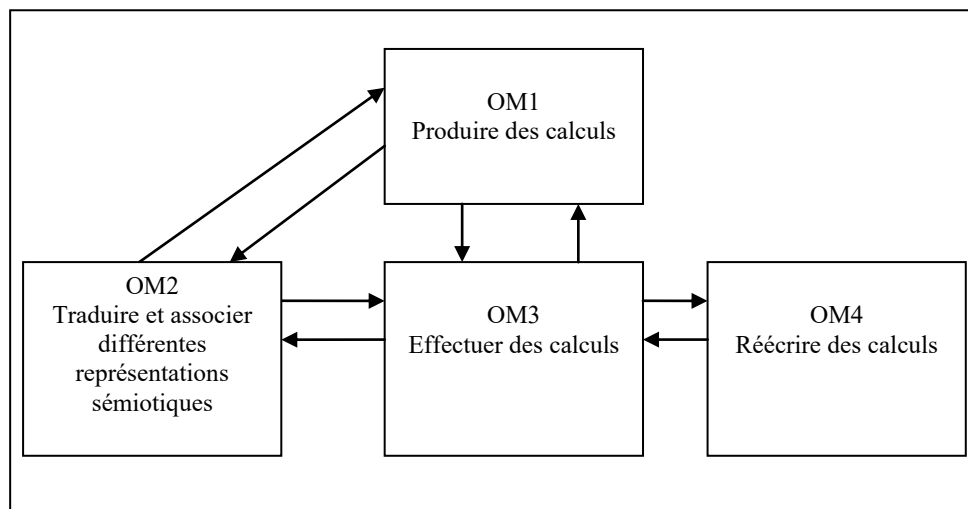 OM1
Produire des calculs
OM2
Traduire et associer
différentes
représentations
sémiotiques
OM3
Effectuer des calculs
OM4
Réécrire des calculs